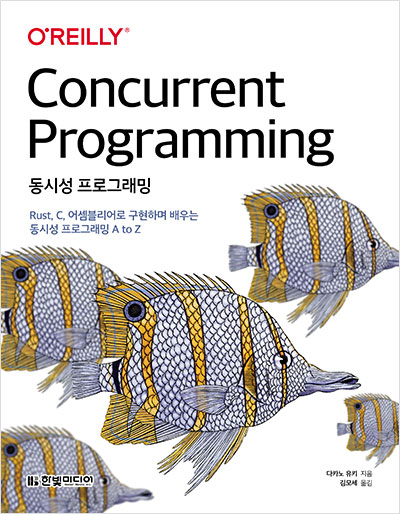 O'REILLY®
Concurrent
Programming
동시성 프로그래밍
Rust, C, 어셈블리어로 구현하며 배우는
동시성 프로그래밍 A to Z
다카노 유키 지음
김모세 옮김
한빛미디어